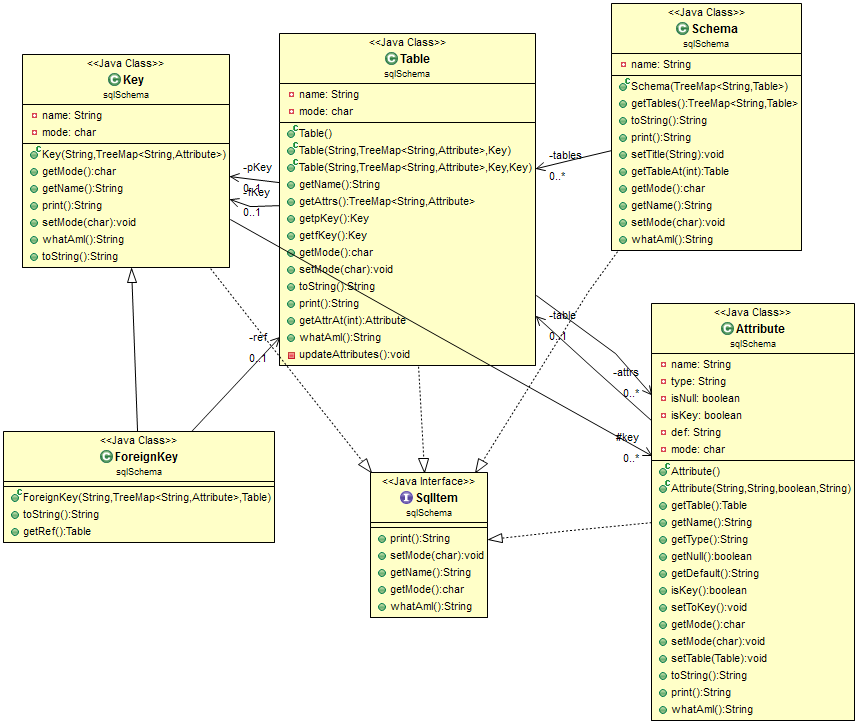 <<Java Class>>
Key
sqlSchema
name: String
mode: char
Key(String,TreeMap<String,Attribute>)
getMode():char
getName():String
print():String
setMode(char):void
whatAmI():String
toString():String
<<Java Class>>
Table
sqlSchema
name: String
mode: char
Table()
Table(String,TreeMap<String,Attribute>,Key)
Table(String,TreeMap<String,Attribute>,Key,Key)
getName():String
getAttrs():TreeMap<String,Attribute>
getpKey():Key
getfKey():Key
getMode():char
setMode(char):void
toString():String
print():String
getAttrAt(int):Attribute
whatAmI():String
updateAttributes():void
<<Java Class>>
Schema
sqlSchema
name: String
Schema(TreeMap<String,Table>)
getTables():TreeMap<String,Table>
toString():String
print():String
setTitle(String):void
getTableAt(int):Table
getMode():char
getName():String
setMode(char):void
whatAmI():String
-pKey
0..1
-fKey
0..1
-tables
0..*
-ref
0..1
-table
0..1
-attrs
0..*
#key
0..*
<<Java Class>>
Attribute
sqlSchema
name: String
type: String
isNull: boolean
isKey: boolean
def: String
mode: char
Attribute()
Attribute(String,String,boolean,String)
getTable():Table
getName():String
getType():String
getNull():boolean
getDefault():String
isKey():boolean
setToKey():void
getMode():char
setMode(char):void
setTable(Table):void
toString():String
print():String
whatAmI():String
<<Java Class>>
ForeignKey
sqlSchema
ForeignKey(String,TreeMap<String,Attribute>,Table)
toString():String
getRef():Table
<<Java Interface>>
SqlItem
sqlSchema
print():String
setMode(char):void
getName():String
getMode():char
whatAmI():String